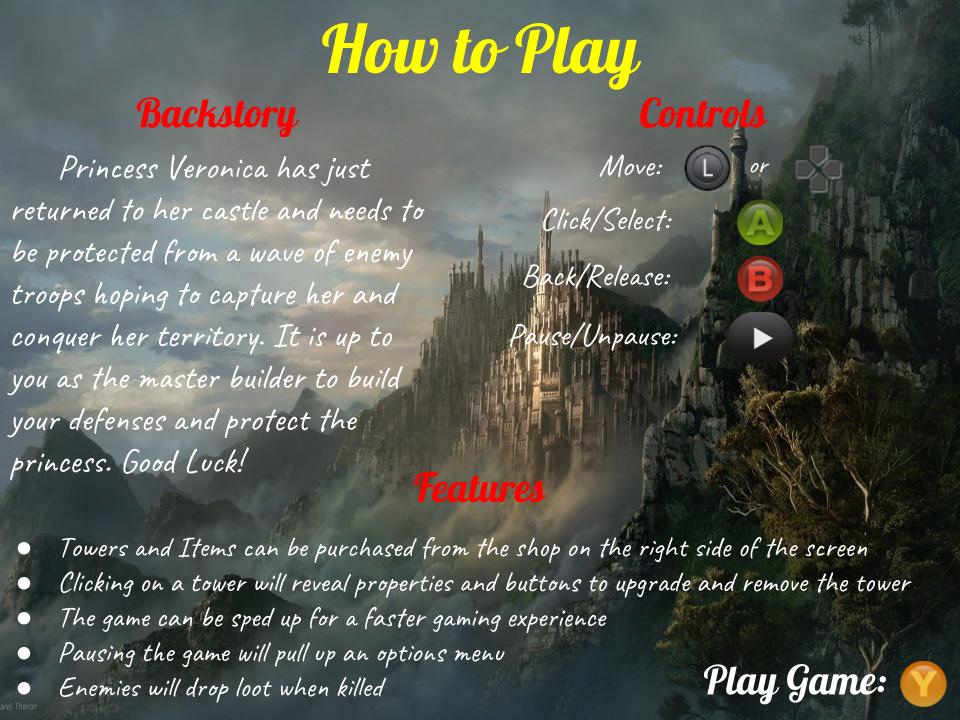 How to Play
Backstory
Princess Veronica has just
returned to her castle and needs to
be protected from a wave of enemy
troops hoping to capture her and
conquer her territory. It is up to
you as the master builder to build
your defenses and protect the
princess. Good Luck!
Controls
Move: L or
Click/Select: A
Back/Release: B
Pause/Unpause:
Features
● Towers and Items can be purchased from the shop on the right side of the screen
● Clicking on a tower will reveal properties and buttons to upgrade and remove the tower
● The game can be sped up for a faster gaming experience
● Pausing the game will pull up an options menu
● Enemies will drop loot when killed
Play Game: Y
arel Theron